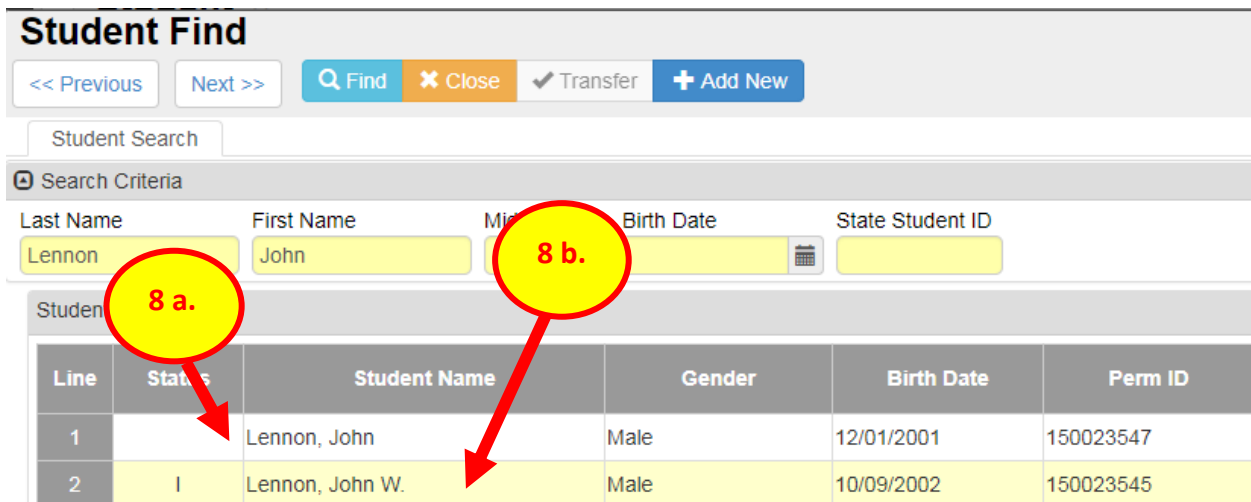 Student Find
<< Previous Next >> Find Close Transfer Add New
Student Search
Search Criteria
Last Name First Name Birth Date State Student ID
Lennon John
8 a. 8 b.
Line Student Name Gender Birth Date Perm ID
1 Lennon, John Male 12/01/2001 150023547
2 I Lennon, John W. Male 10/09/2002 150023545